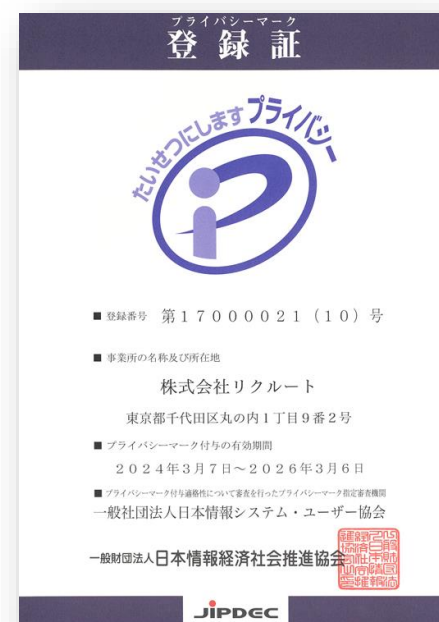 プライバシーマーク
登録証
たいせつにします プライバシー
■ 登録番号 第１７００００２１（１０）号
■ 事業所の名称及び所在地
株式会社リクルート
東京都千代田区丸の内１丁目９番２号
■ プライバシーマーク付与の有効期間
２０２４年３月７日～２０２６年３月６日
■ プライバシーマーク付与適格性について審査を行ったプライバシーマーク指定審査機関
一般社団法人日本情報システム・ユーザー協会
一般財団法人日本情報経済社会推進協会
JIPDEC